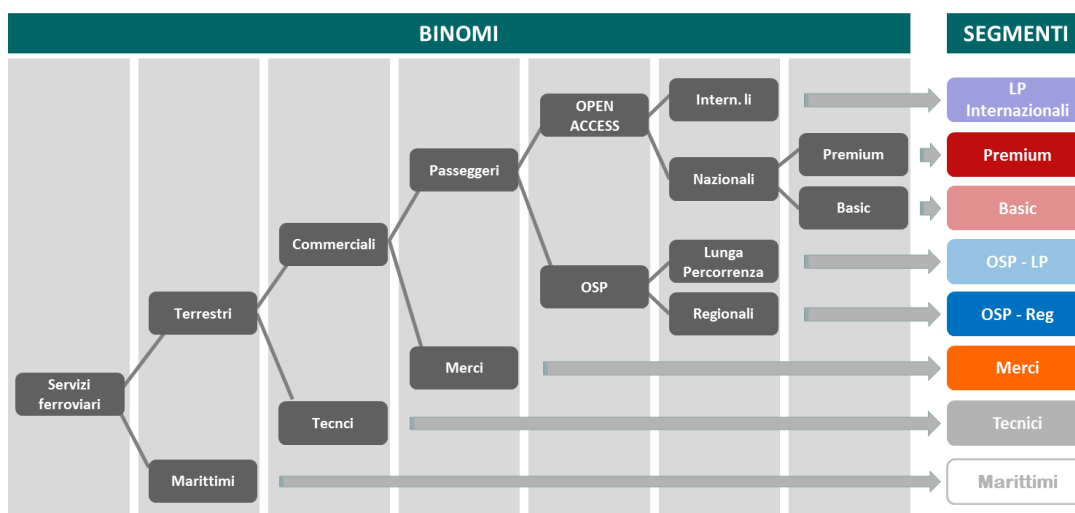 BINOMI
SEGMENTI
Intern. li
LP
Internazionali
OPEN
ACCESS
Premium
Premium
Passeggeri
Nazionali
Basic
Basic
Commerciali
Lunga
Percorrenza
OSP - LP
OSP
Terrestri
Regionali
OSP - Reg
Merci
Merci
Servizi
ferroviari
Tecnci
Tecnici
Marittimi
Marittimi